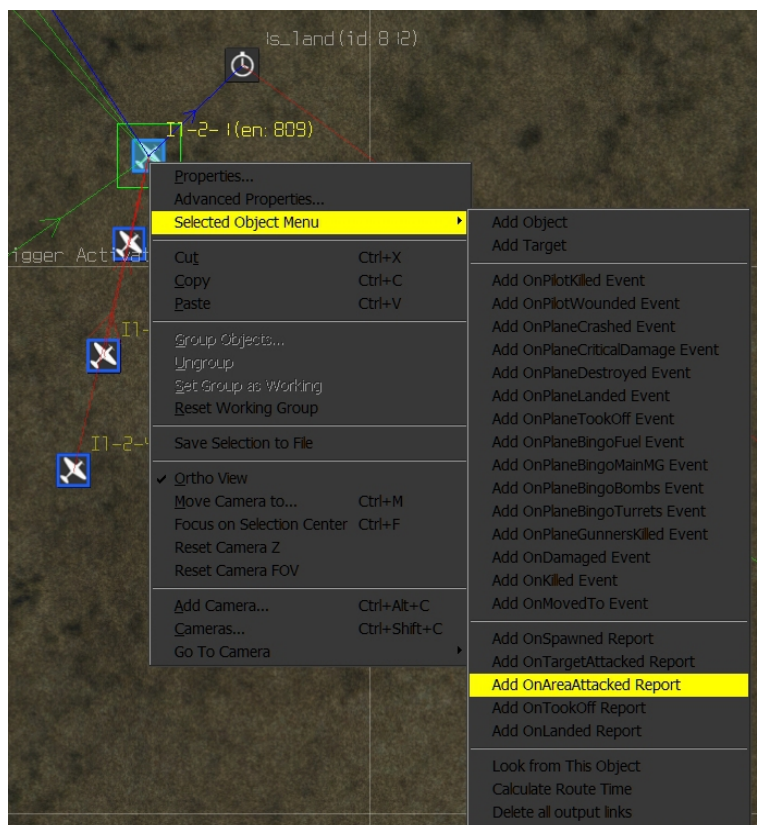 ls_land(id 812)
I1-2-1(en: 809)
igger Activat
I1-
I1-2-4
Properties...
Advanced Properties...
Selected Object Menu
Cut Ctrl+X
Copy Ctrl+C
Paste Ctrl+V
Group Objects...
Ungroup
Set Group as Working
Reset Working Group
Save Selection to File
Ortho View
Move Camera to... Ctrl+M
Focus on Selection Center Ctrl+F
Reset Camera Z
Reset Camera FOV
Add Camera... Ctrl+Alt+C
Cameras... Ctrl+Shift+C
Go To Camera
Add Object
Add Target
Add OnPilotKilled Event
Add OnPilotWounded Event
Add OnPlaneCrashed Event
Add OnPlaneCriticalDamage Event
Add OnPlaneDestroyed Event
Add OnPlaneLanded Event
Add OnPlaneTookOff Event
Add OnPlaneBingoFuel Event
Add OnPlaneBingoMainMG Event
Add OnPlaneBingoBombs Event
Add OnPlaneBingoTurrets Event
Add OnPlaneGunnersKilled Event
Add OnDamaged Event
Add OnKilled Event
Add OnMovedTo Event
Add OnSpawned Report
Add OnTargetAttacked Report
Add OnAreaAttacked Report
Add OnTookOff Report
Add OnLanded Report
Look from This Object
Calculate Route Time
Delete all output links